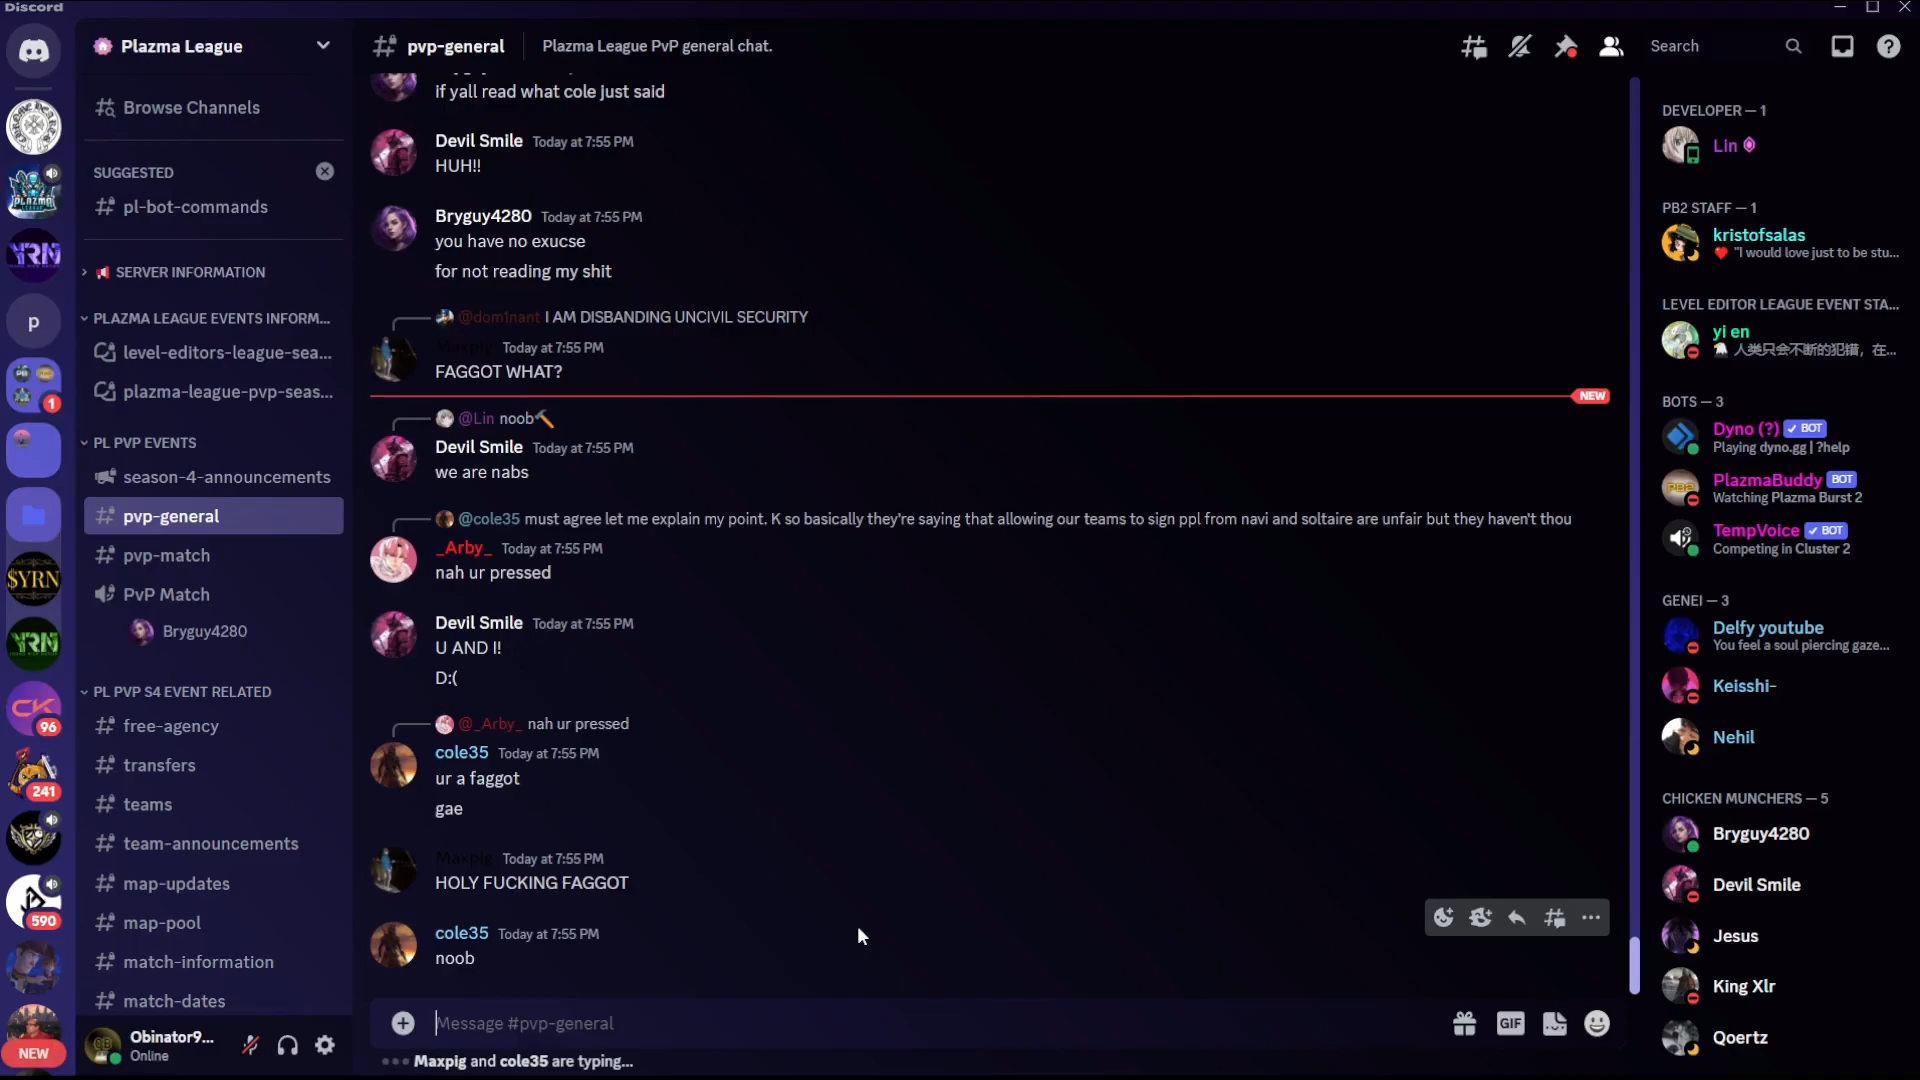 Discord
Plazma League
Browse Channels
SUGGESTED
pl-bot-commands
SERVER INFORMATION
PLAZMA LEAGUE EVENTS INFORM...
level-editors-league-sea...
plazma-league-pvp-seas...
PL PVP EVENTS
season-4-announcements
pvp-general
pvp-match
PvP Match
Bryguy4280
PL PVP S4 EVENT RELATED
free-agency
transfers
teams
team-announcements
map-updates
map-pool
match-information
match-dates
Obinator9...
Online
PLAZMA
YRN
p
1
$YRN
YRN
CK
96
241
590
NEW
pvp-general
Plazma League PvP general chat.
Search
if yall read what cole just said
Devil Smile Today at 7:55 PM
HUH!!
Bryguy4280 Today at 7:55 PM
you have no exucse
for not reading my shit
@dom1nant I AM DISBANDING UNCIVIL SECURITY
Maxpig Today at 7:55 PM
FAGGOT WHAT?
NEW
@Lin noob
Devil Smile Today at 7:55 PM
we are nabs
@cole35 must agree let me explain my point. K so basically they're saying that allowing our teams to sign ppl from navi and soltaire are unfair but they haven't thou
_Arby_ Today at 7:55 PM
nah ur pressed
Devil Smile Today at 7:55 PM
U AND I!
D:(
@_Arby_ nah ur pressed
cole35 Today at 7:55 PM
ur a faggot
gae
Maxpig Today at 7:55 PM
HOLY FUCKING FAGGOT
cole35 Today at 7:55 PM
noob
Message #pvp-general
GIF
Maxpig and cole35 are typing...
DEVELOPER — 1
Lin
PB2 STAFF — 1
kristofsalas
"I would love just to be stu...
LEVEL EDITOR LEAGUE EVENT STA...
yi en
人类只会不断的犯错，在...
BOTS — 3
Dyno (?) BOT
Playing dyno.gg | ?help
PlazmaBuddy BOT
Watching Plazma Burst 2
TempVoice BOT
Competing in Cluster 2
GENEI — 3
Delfy youtube
You feel a soul piercing gaze...
Keisshi-
Nehil
CHICKEN MUNCHERS — 5
Bryguy4280
Devil Smile
Jesus
King Xlr
Qoertz